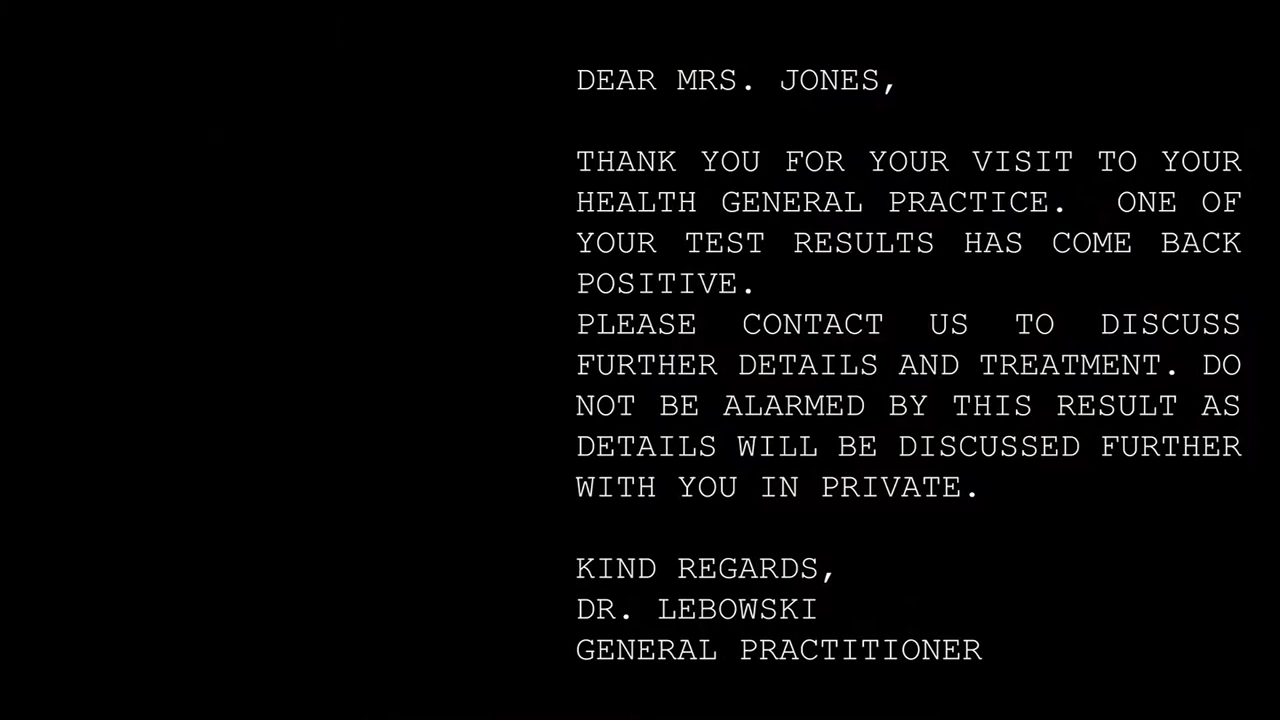 DEAR MRS. JONES,
THANK YOU FOR YOUR VISIT TO YOUR
HEALTH GENERAL PRACTICE.  ONE OF
YOUR TEST RESULTS HAS COME BACK
POSITIVE.
PLEASE CONTACT US TO DISCUSS
FURTHER DETAILS AND TREATMENT. DO
NOT BE ALARMED BY THIS RESULT AS
DETAILS WILL BE DISCUSSED FURTHER
WITH YOU IN PRIVATE.
KIND REGARDS,
DR. LEBOWSKI
GENERAL PRACTITIONER